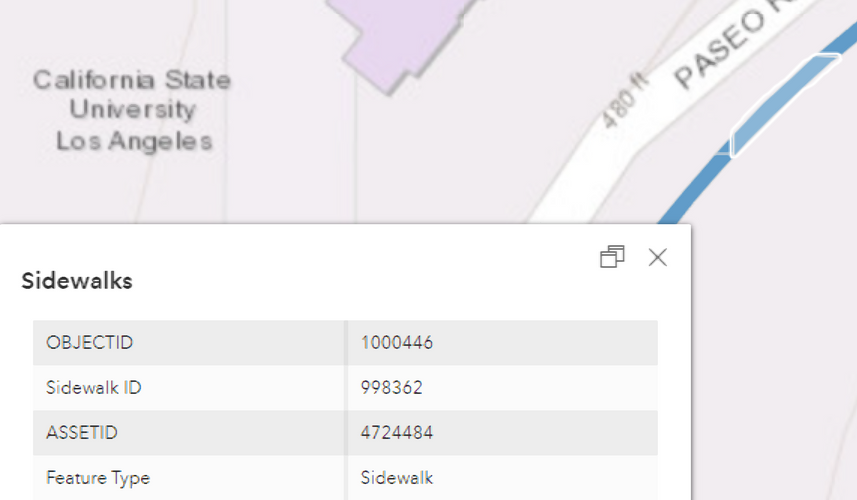 California State
University
Los Angeles
480 ft
PASEO
Sidewalks
OBJECTID 1000446
Sidewalk ID 998362
ASSETID 4724484
Feature Type Sidewalk